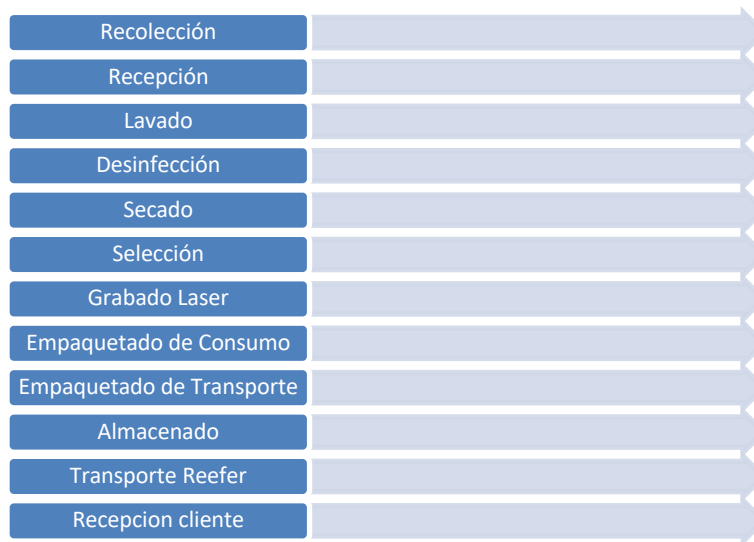 Recolección
Recepción
Lavado
Desinfección
Secado
Selección
Grabado Laser
Empaquetado de Consumo
Empaquetado de Transporte
Almacenado
Transporte Reefer
Recepcion cliente